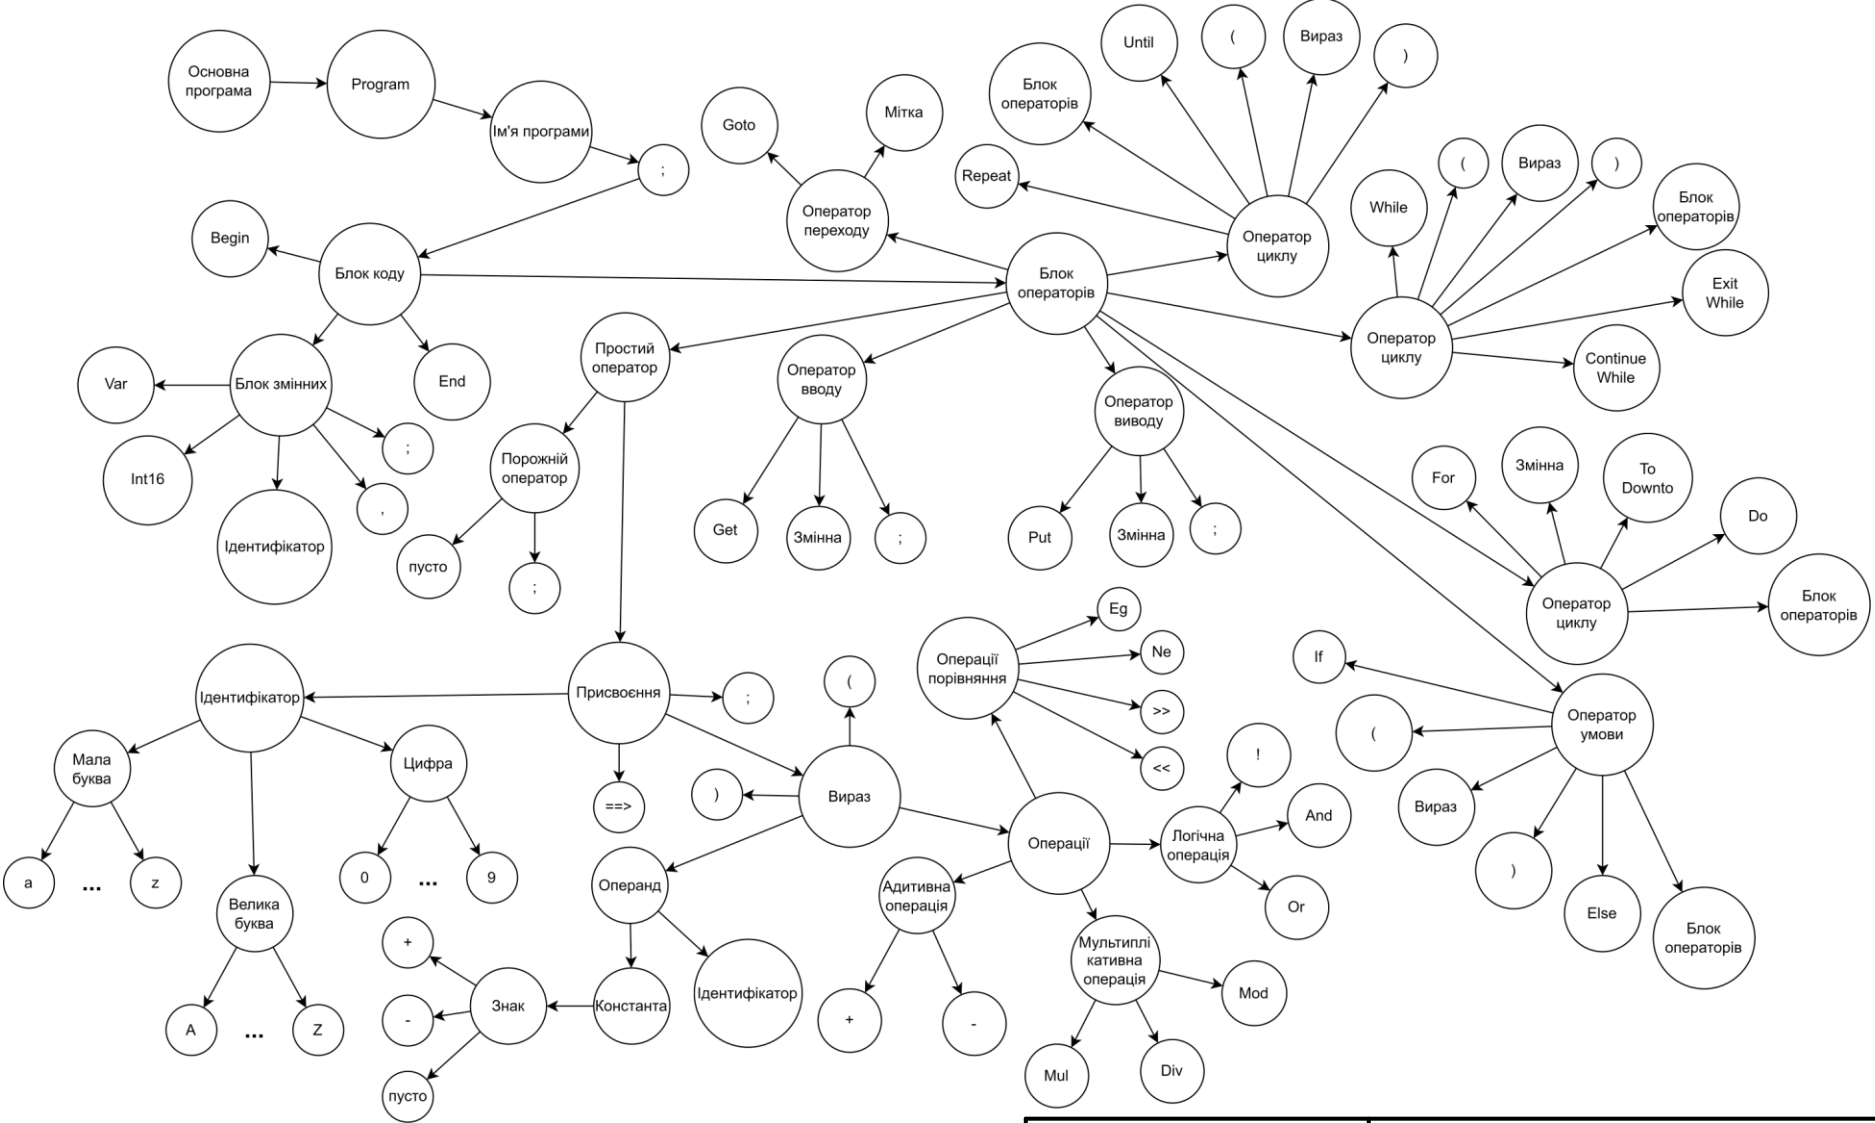 Основна
програма
Program
Ім'я програми
;
Goto
Мітка
Оператор
переходу
Repeat
Блок
операторів
Until
(
Вираз
)
Оператор
циклу
While
(
Вираз
)
Блок
операторів
Exit
While
Continue
While
Оператор
циклу
Begin
Блок коду
Блок
операторів
End
Блок змінних
Var
Int16
Ідентифікатор
,
;
Простий
оператор
Порожній
оператор
пусто
;
Оператор
вводу
Get
Змінна
;
Оператор
виводу
Put
Змінна
;
For
Змінна
To
Downto
Do
Блок
операторів
Оператор
циклу
If
(
Вираз
)
Else
Блок
операторів
Оператор
умови
Ідентифікатор
Присвоєння
;
==>
Мала
буква
a
...
z
Велика
буква
A
...
Z
Цифра
0
...
9
(
)
Вираз
Операнд
Константа
Ідентифікатор
Знак
+
-
пусто
Операції
порівняння
Eg
Ne
>>
<<
Операції
Логічна
операція
!
And
Or
Адитивна
операція
+
-
Мультиплі
кативна
операція
Mul
Div
Mod